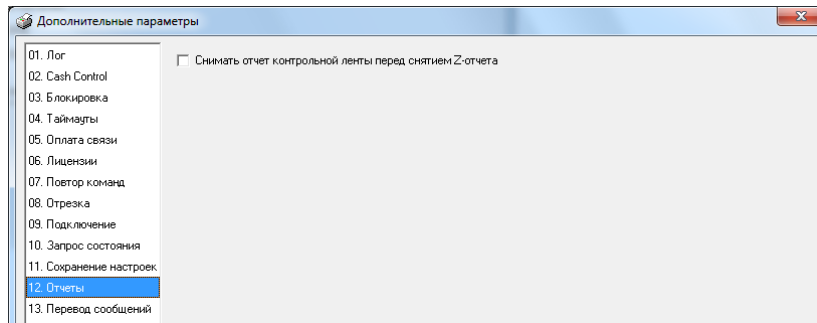 Дополнительные параметры
01. Лог
02. Cash Control
03. Блокировка
04. Таймауты
05. Оплата связи
06. Лицензии
07. Повтор команд
08. Отрезка
09. Подключение
10. Запрос состояния
11. Сохранение настроек
12. Отчеты
13. Перевод сообщений
Снимать отчет контрольной ленты перед снятием Z-отчета